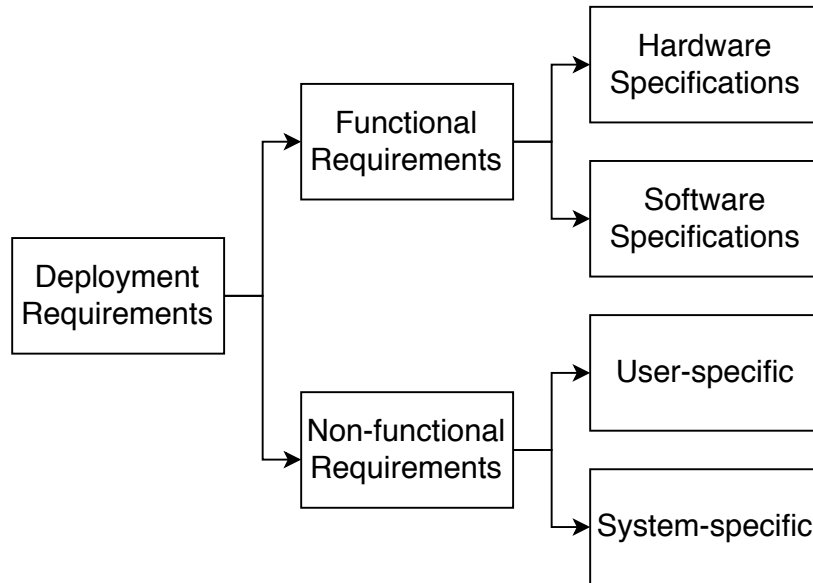 Deployment
Requirements
Functional
Requirements
Non-functional
Requirements
Hardware
Specifications
Software
Specifications
User-specific
System-specific